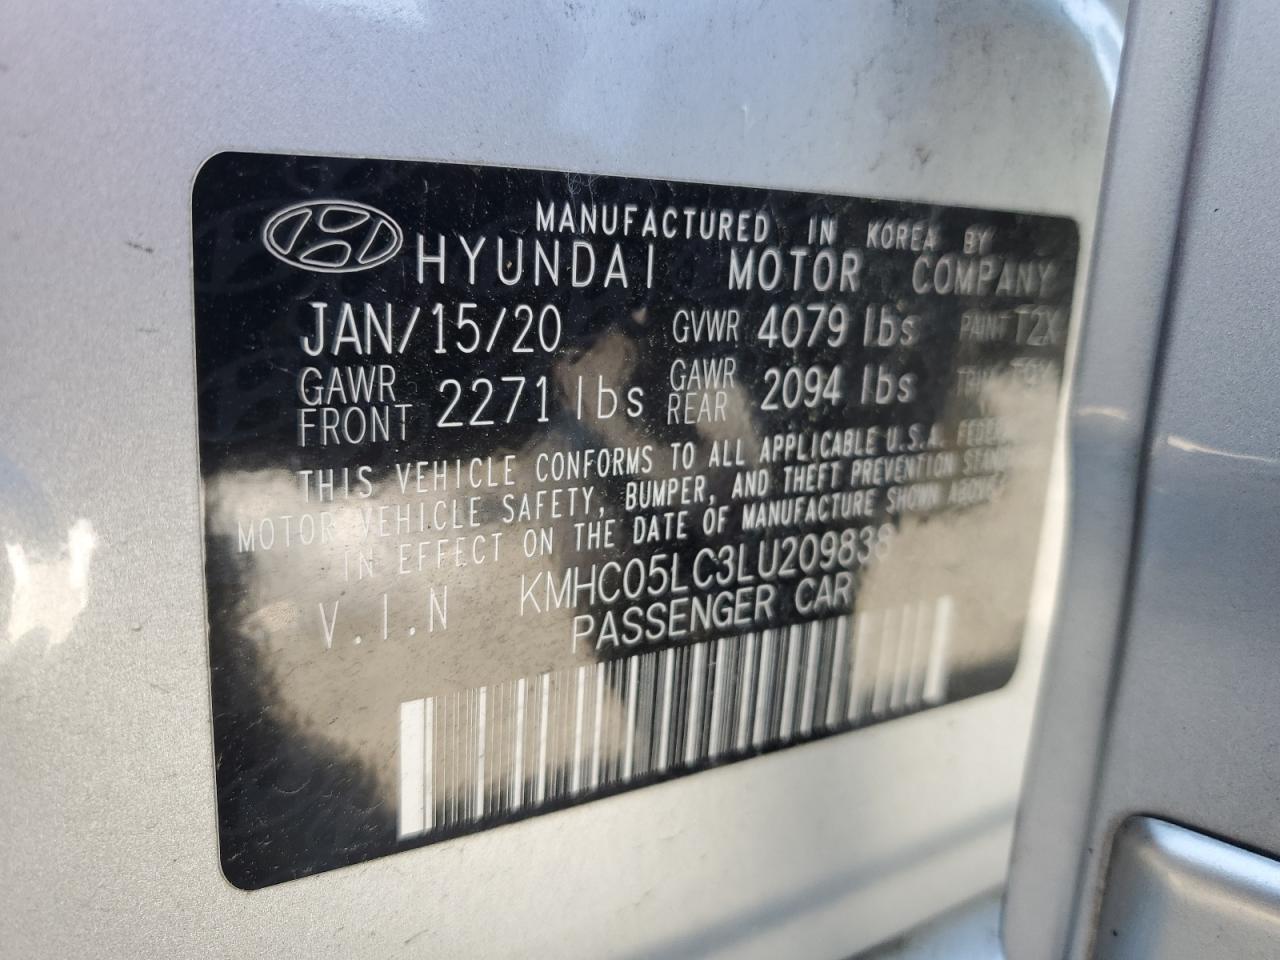 MANUFACTURED IN KOREA BY
HYUNDAI MOTOR COMPANY
JAN/15/20 GVWR 4079 lbs PAINT T2X
GAWR FRONT 2271 lbs GAWR REAR 2094 lbs TRIM
THIS VEHICLE CONFORMS TO ALL APPLICABLE U.S.A.
MOTOR VEHICLE SAFETY, BUMPER, AND THEFT PREVENTION
IN EFFECT ON THE DATE OF MANUFACTURE SHOWN ABOVE.
V.I.N KMHC05LC3LU209838
PASSENGER CAR